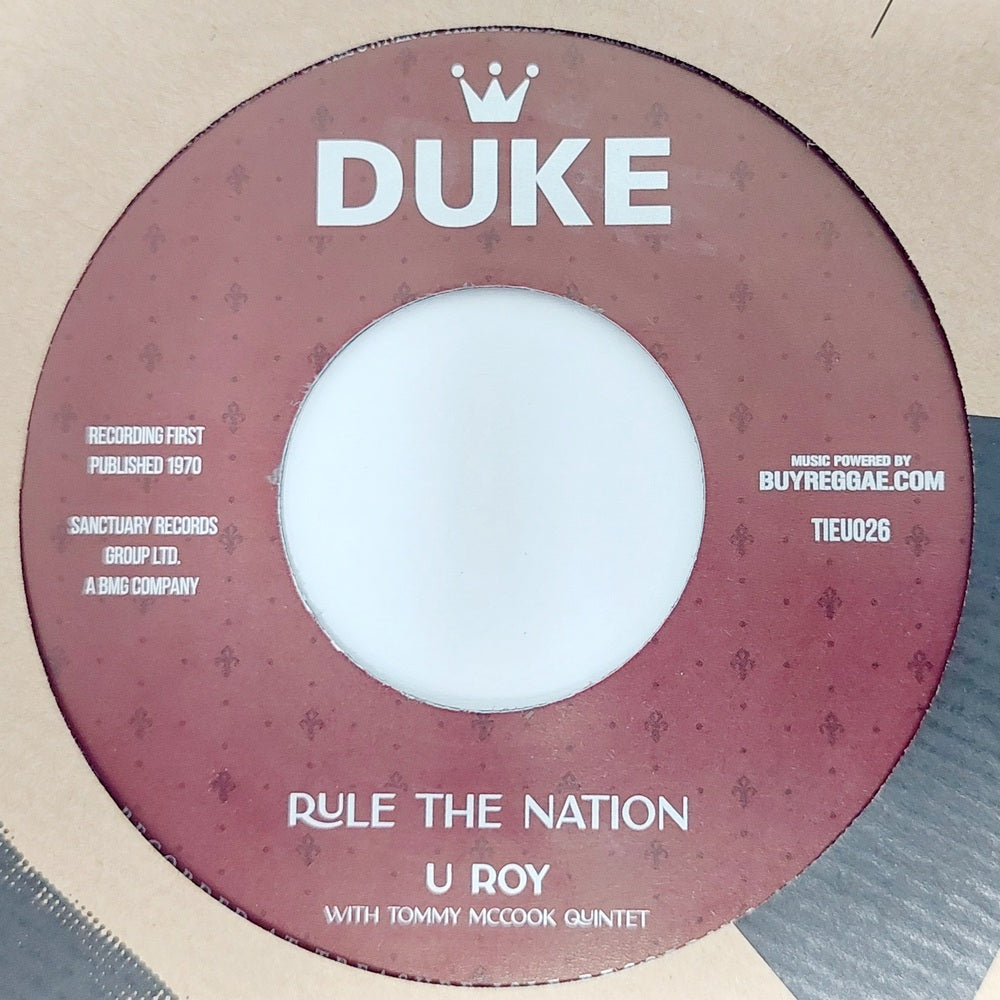 DUKE
RECORDING FIRST
PUBLISHED 1970
SANCTUARY RECORDS
GROUP LTD.
A BMG COMPANY
MUSIC POWERED BY
BUYREGGAE.COM
TIEU026
RULE THE NATION
U ROY
WITH TOMMY MCCOOK QUINTET